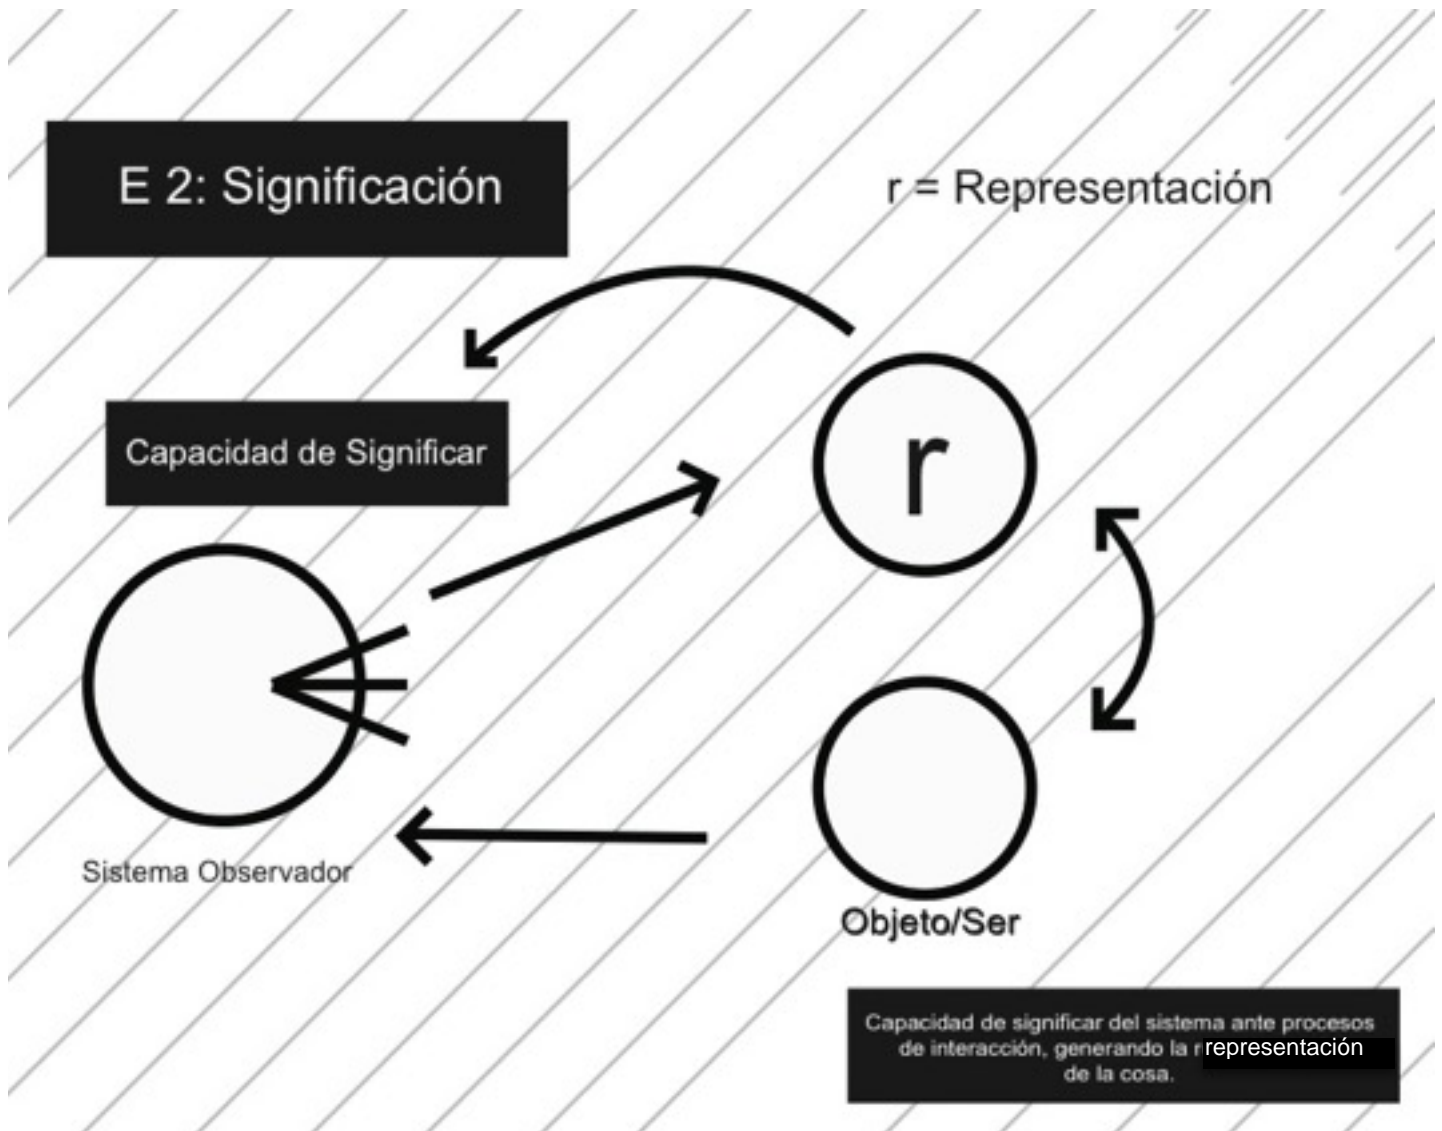 E 2: Significación
r = Representación
Capacidad de Significar
r
Sistema Observador
Objeto/Ser
Capacidad de significar del sistema ante procesos
de interacción, generando la r representación
de la cosa.